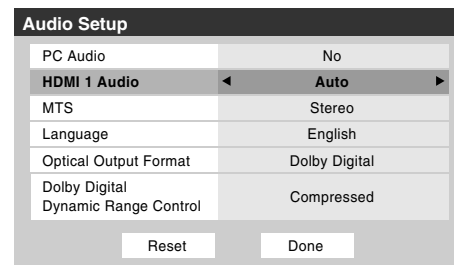 Audio Setup
PC Audio No
HDMI 1 Audio Auto
MTS Stereo
Language English
Optical Output Format Dolby Digital
Dolby Digital
Dynamic Range Control Compressed
Reset Done